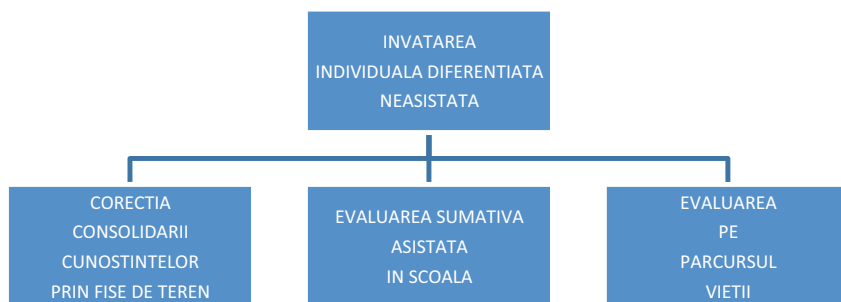 INVATAREA
INDIVIDUALA DIFERENTIATA
NEASISTATA
CORECTIA
CONSOLIDARII
CUNOSTINTELOR
PRIN FISE DE TEREN
EVALUAREA SUMATIVA
ASISTATA
IN SCOALA
EVALUAREA
PE
PARCURSUL
VIETII